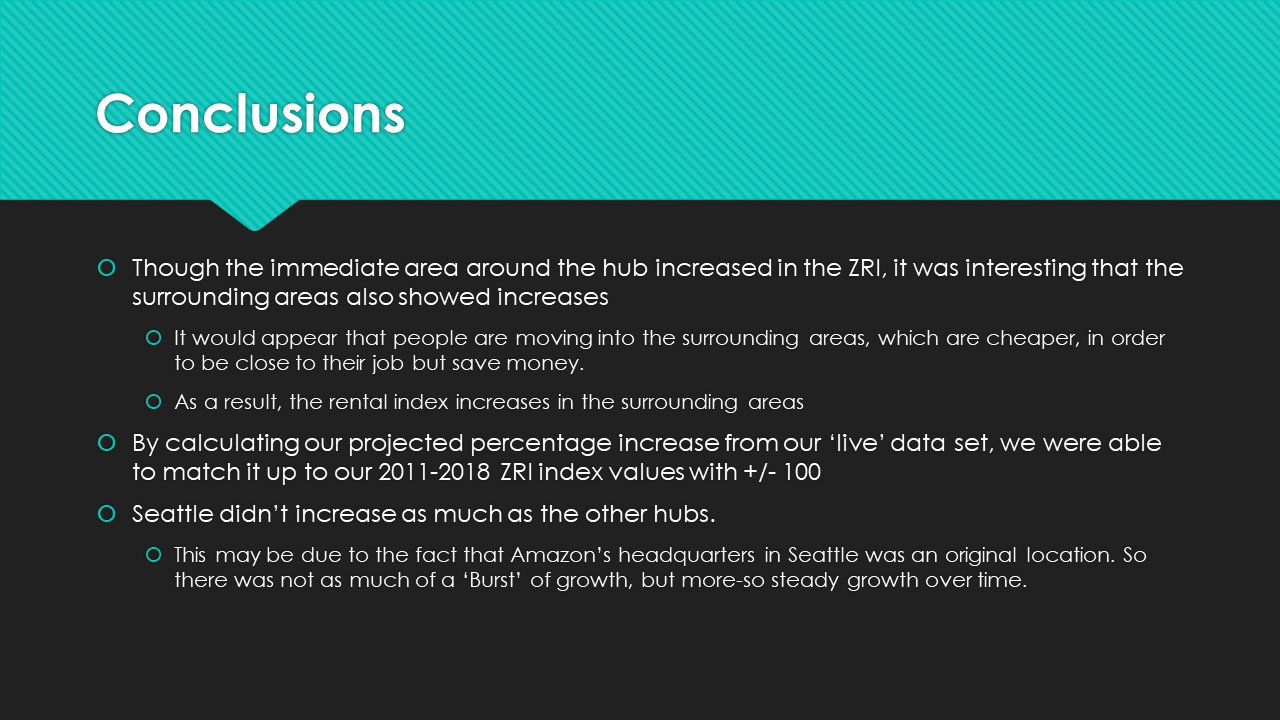 Conclusions
Though the immediate area around the hub increased in the ZRI, it was interesting that the
surrounding areas also showed increases
It would appear that people are moving into the surrounding areas, which are cheaper, in order
to be close to their job but save money.
As a result, the rental index increases in the surrounding areas
By calculating our projected percentage increase from our ‘live’ data set, we were able
to match it up to our 2011-2018 ZRI index values with +/- 100
Seattle didn’t increase as much as the other hubs.
This may be due to the fact that Amazon’s headquarters in Seattle was an original location. So
there was not as much of a ‘Burst’ of growth, but more-so steady growth over time.